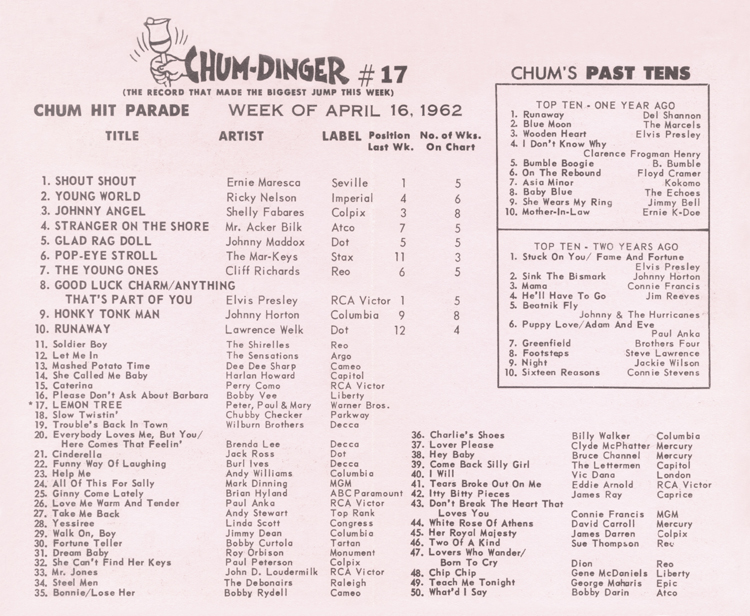 CHUM-DINGER # 17
(THE RECORD THAT MADE THE BIGGEST JUMP THIS WEEK)
CHUM HIT PARADE WEEK OF APRIL 16, 1962
TITLE ARTIST LABEL Position Last Wk. No. of Wks. On Chart
1. SHOUT SHOUT Ernie Maresca Seville 1 5
2. YOUNG WORLD Ricky Nelson Imperial 4 6
3. JOHNNY ANGEL Shelly Fabares Colpix 3 8
4. STRANGER ON THE SHORE Mr. Acker Bilk Atco 7 5
5. GLAD RAG DOLL Johnny Maddox Dot 5 5
6. POP-EYE STROLL The Mar-Keys Stax 11 3
7. THE YOUNG ONES Cliff Richards Reo 6 5
8. GOOD LUCK CHARM/ANYTHING
THAT'S PART OF YOU Elvis Presley RCA Victor 1 5
9. HONKY TONK MAN Johnny Horton Columbia 9 8
10. RUNAWAY Lawrence Welk Dot 12 4
11. Soldier Boy The Shirelles Reo
12. Let Me In The Sensations Argo
13. Mashed Potato Time Dee Dee Sharp Cameo
14. She Called Me Baby Harlan Howard Capitol
15. Caterina Perry Como RCA Victor
16. Please Don't Ask About Barbara Bobby Vee Liberty
*17. LEMON TREE Peter, Paul & Mary Warner Bros.
18. Slow Twistin' Chubby Checker Parkway
19. Trouble's Back In Town Wilburn Brothers Decca
20. Everybody Loves Me, But You/
Here Comes That Feelin' Brenda Lee Decca
21. Cinderella Jack Ross Dot
22. Funny Way Of Laughing Burl Ives Decca
23. Help Me Andy Williams Columbia
24. All Of This For Sally Mark Dinning MGM
25. Ginny Come Lately Brian Hyland ABC Paramount
26. Love Me Warm And Tender Paul Anka RCA Victor
27. Take Me Back Andy Stewart Top Rank
28. Yessiree Linda Scott Congress
29. Walk On, Boy Jimmy Dean Columbia
30. Fortune Teller Bobby Curtola Tartan
31. Dream Baby Roy Orbison Monument
32. She Can't Find Her Keys Paul Peterson Colpix
33. Mr. Jones John D. Loudermilk RCA Victor
34. Steel Men The Debonairs Raleigh
35. Bonnie/Lose Her Bobby Rydell Cameo
36. Charlie's Shoes Billy Walker Columbia
37. Lover Please Clyde McPhatter Mercury
38. Hey Baby Bruce Channel Mercury
39. Come Back Silly Girl The Lettermen Capitol
40. I Will Vic Dana London
41. Tears Broke Out On Me Eddie Arnold RCA Victor
42. Itty Bitty Pieces James Ray Caprice
43. Don't Break The Heart That
Loves You Connie Francis MGM
44. White Rose Of Athens David Carroll Mercury
45. Her Royal Majesty James Darren Colpix
46. Two Of A Kind Sue Thompson Reo
47. Lovers Who Wander/
Born To Cry Dion Reo
48. Chip Chip Gene McDaniels Liberty
49. Teach Me Tonight George Maharis Epic
50. What'd I Say Bobby Darin Atco
CHUM'S PAST TENS
TOP TEN - ONE YEAR AGO
1. Runaway Del Shannon
2. Blue Moon The Marcels
3. Wooden Heart Elvis Presley
4. I Don't Know Why
Clarence Frogman Henry
5. Bumble Boogie B. Bumble
6. On The Rebound Floyd Cramer
7. Asia Minor Kokomo
8. Baby Blue The Echoes
9. She Wears My Ring Jimmy Bell
10. Mother-In-Law Ernie K-Doe
TOP TEN - TWO YEARS AGO
1. Stuck On You/ Fame And Fortune
Elvis Presley
2. Sink The Bismark Johnny Horton
3. Mama Connie Francis
4. He'll Have To Go Jim Reeves
5. Beatnik Fly
Johnny & The Hurricanes
6. Puppy Love/Adam And Eve
Paul Anka
7. Greenfield Brothers Four
8. Footsteps Steve Lawrence
9. Night Jackie Wilson
10. Sixteen Reasons Connie Stevens